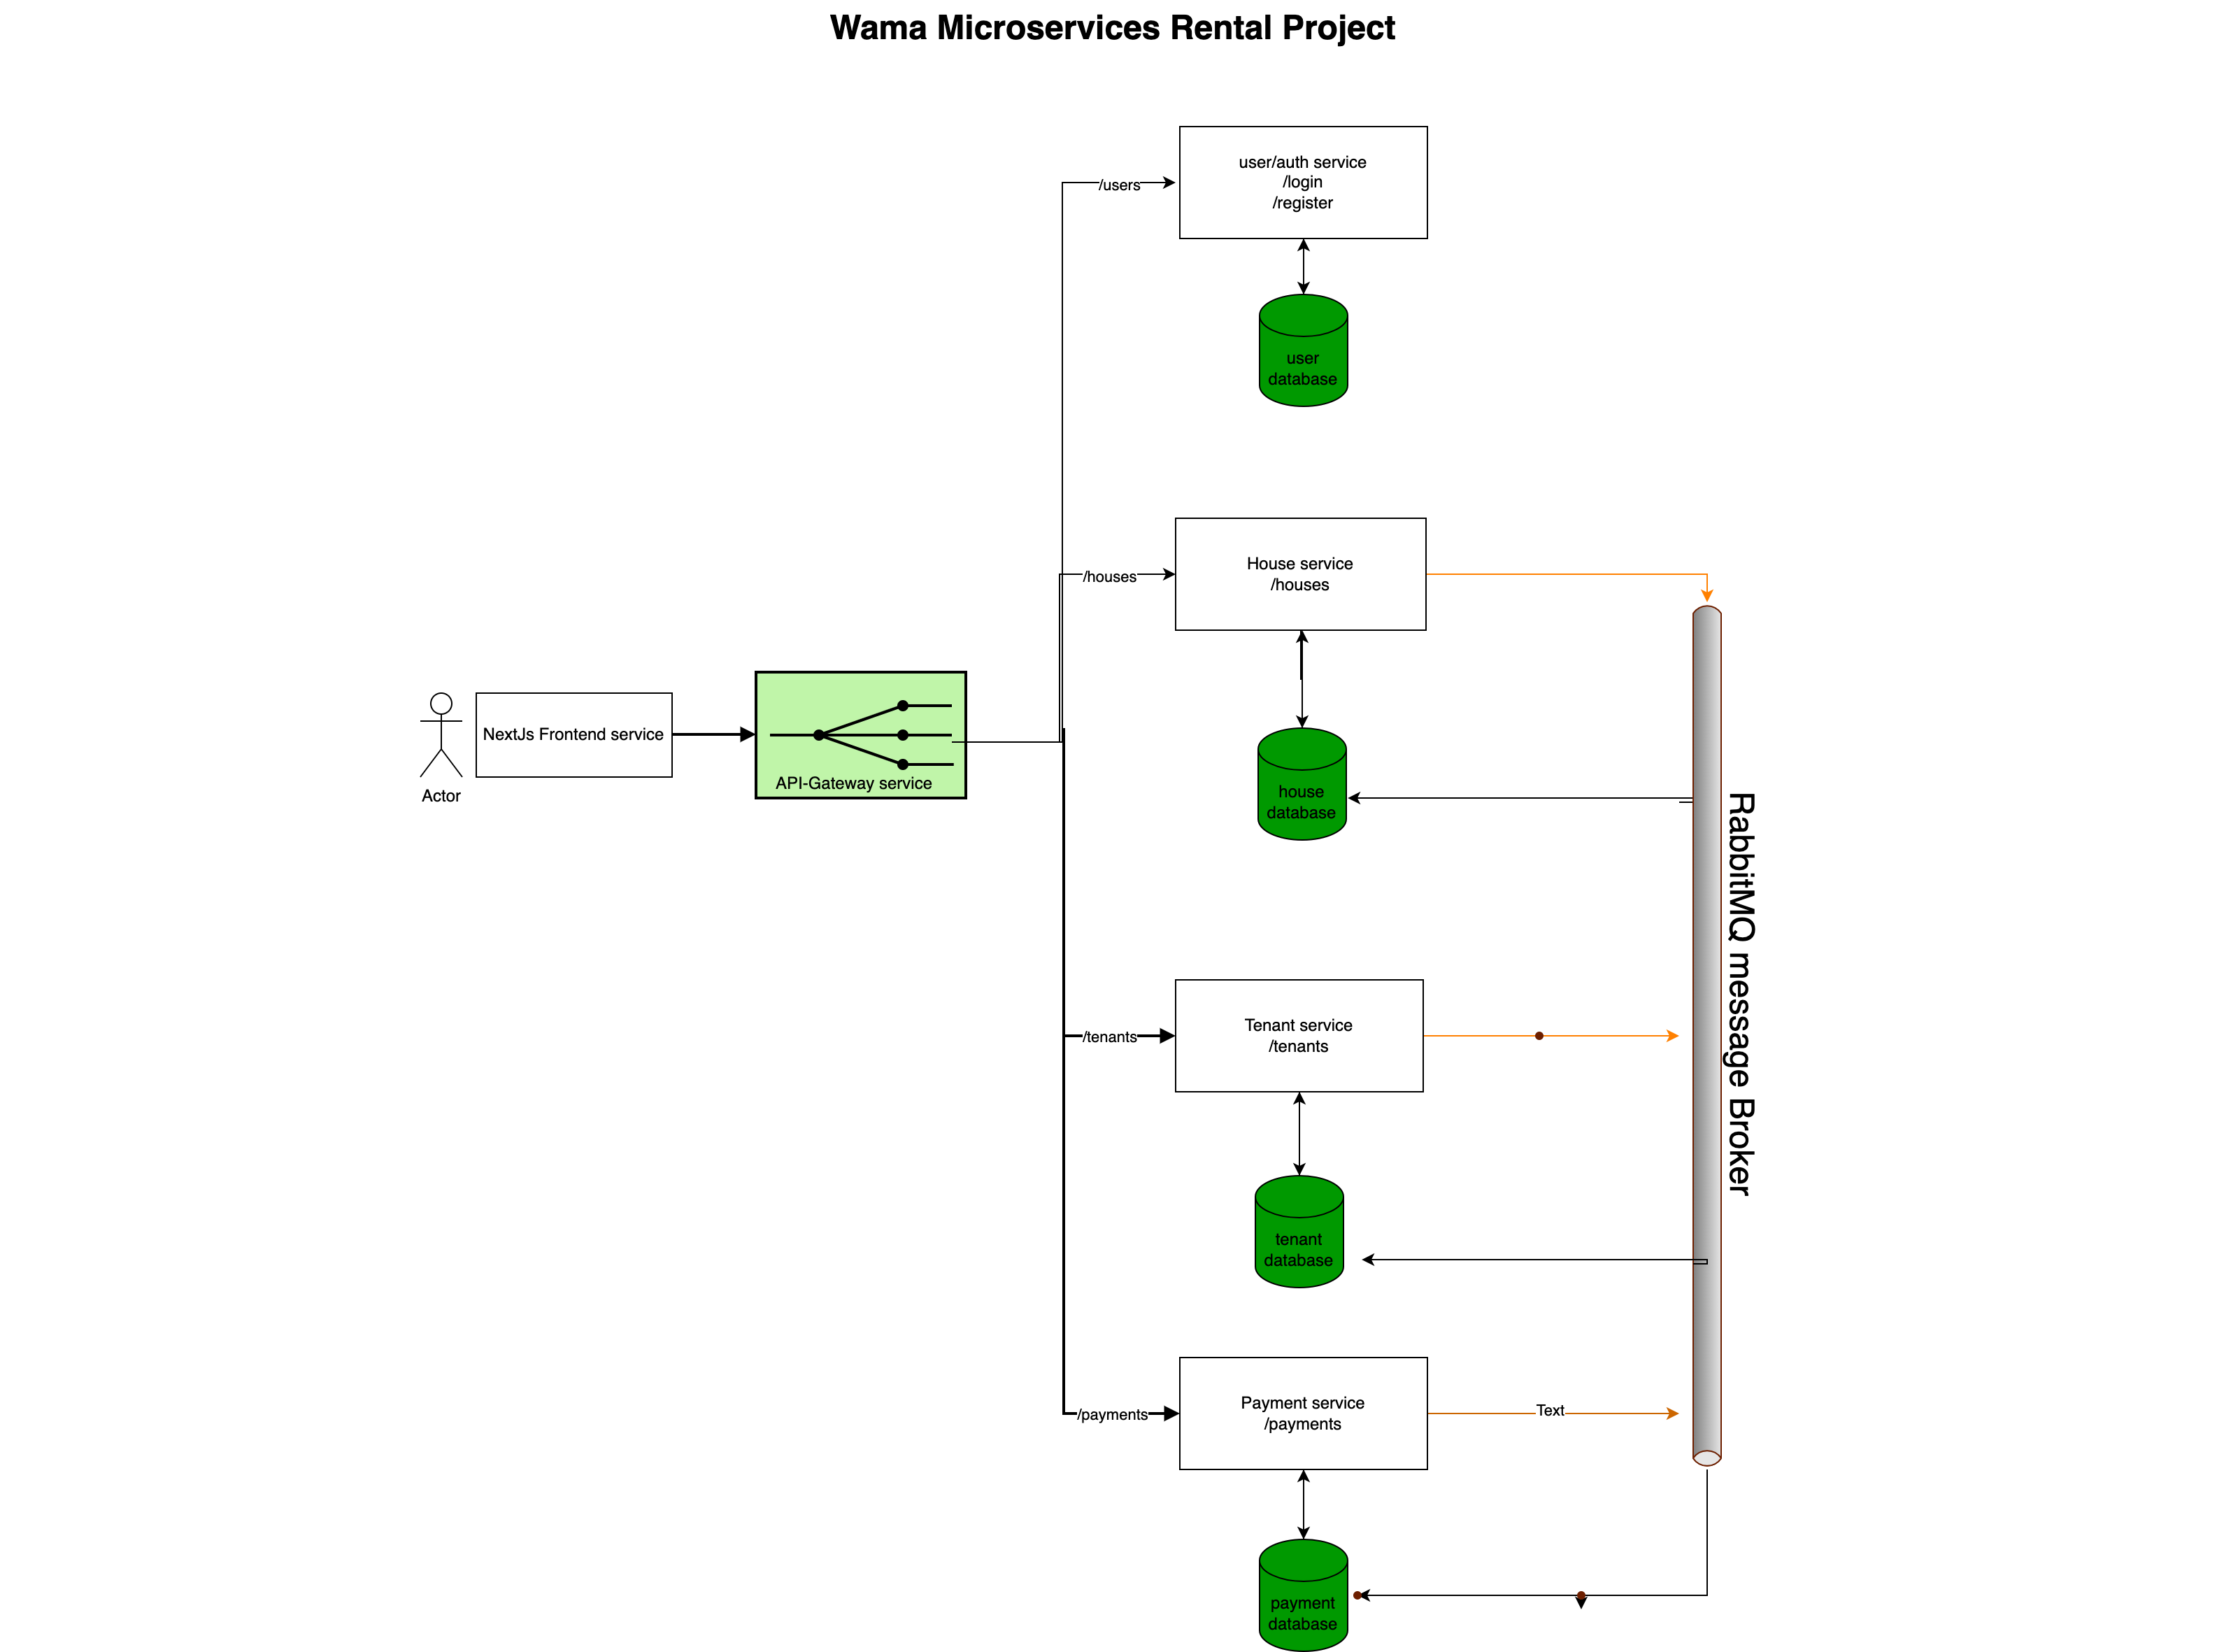 Wama Microservices Rental Project
user/auth service
/login
/register
/users
user
database
House service
/houses
/houses
NextJs Frontend service
API-Gateway service
Actor
house
database
RabbitMQ message Broker
Tenant service
/tenants
/tenants
tenant
database
Payment service
/payments
/payments
Text
payment
database